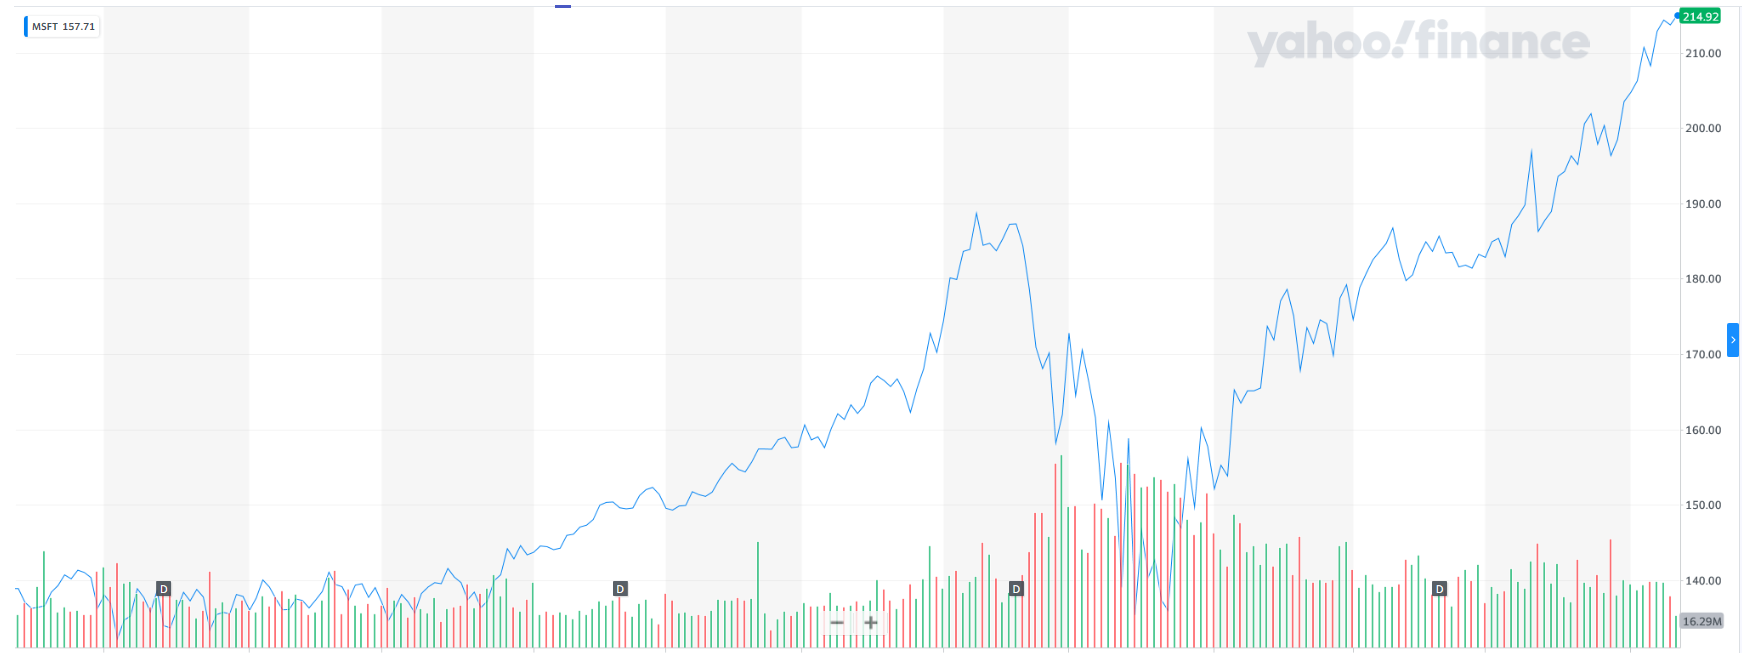 MSFT 157.71
yahoo!finance
214.92
210.00
200.00
190.00
180.00
170.00
160.00
150.00
140.00
D
D
D
D
16.29M